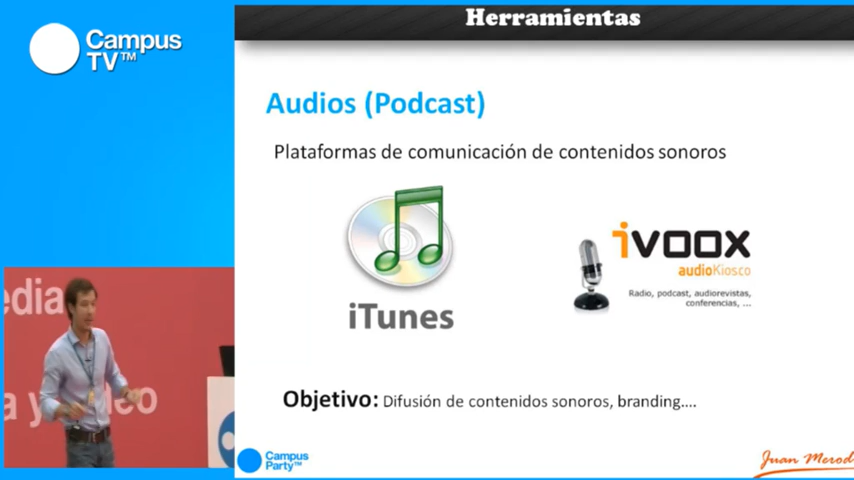 Campus
TV™
Herramientas
Audios (Podcast)
Plataformas de comunicación de contenidos sonoros
iTunes
ivoox
audioKiosco
Radio, podcast, audiorevistas,
conferencias, ...
Objetivo: Difusión de contenidos sonoros, branding....
Campus
Party™
Juan